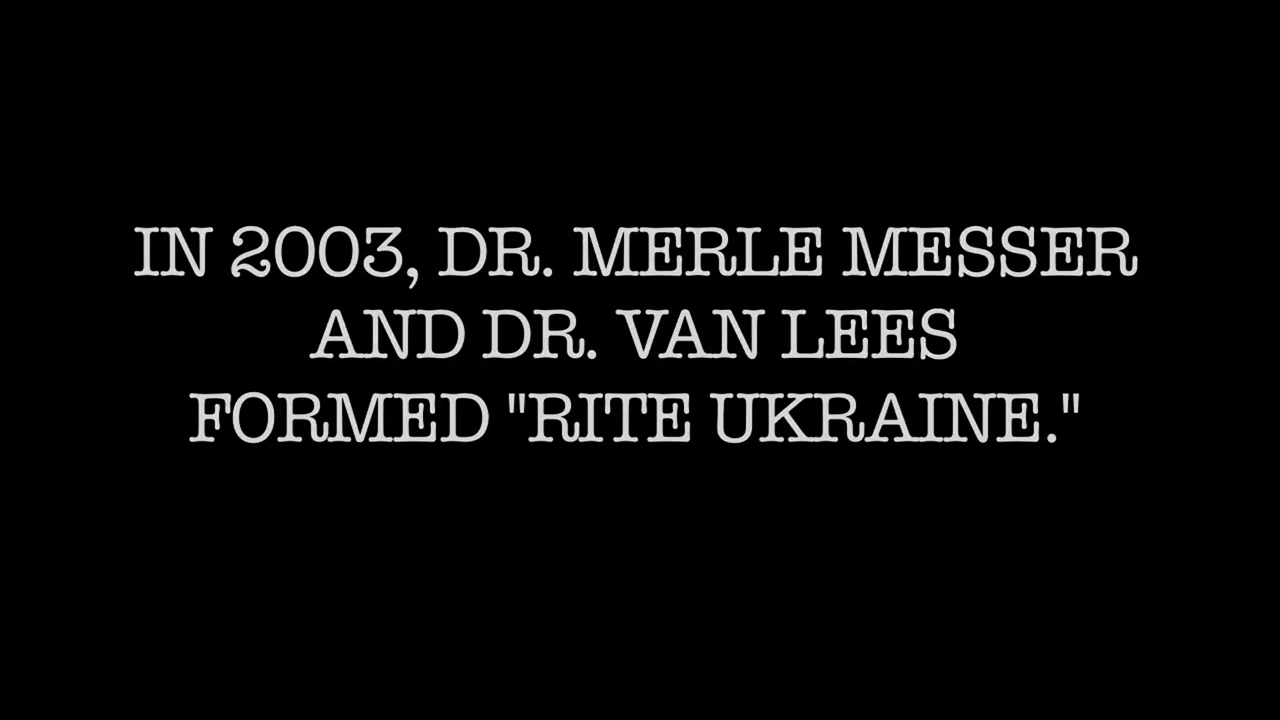 IN 2003, DR. MERLE MESSER
AND DR. VAN LEES
FORMED "RITE UKRAINE."